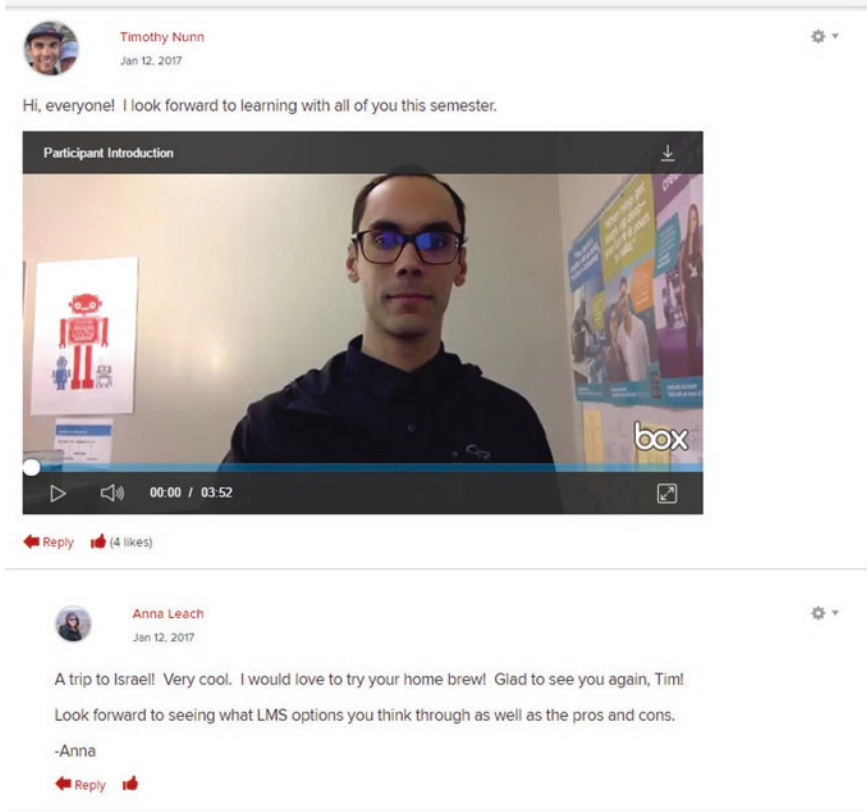 Timothy Nunn
Jan 12, 2017
Hi, everyone! I look forward to learning with all of you this semester.
Participant Introduction
box
00:00 / 03:52
Reply (4 likes)
Anna Leach
Jan 12, 2017
A trip to Israel! Very cool. I would love to try your home brew! Glad to see you again, Tim!
Look forward to seeing what LMS options you think through as well as the pros and cons.
-Anna
Reply